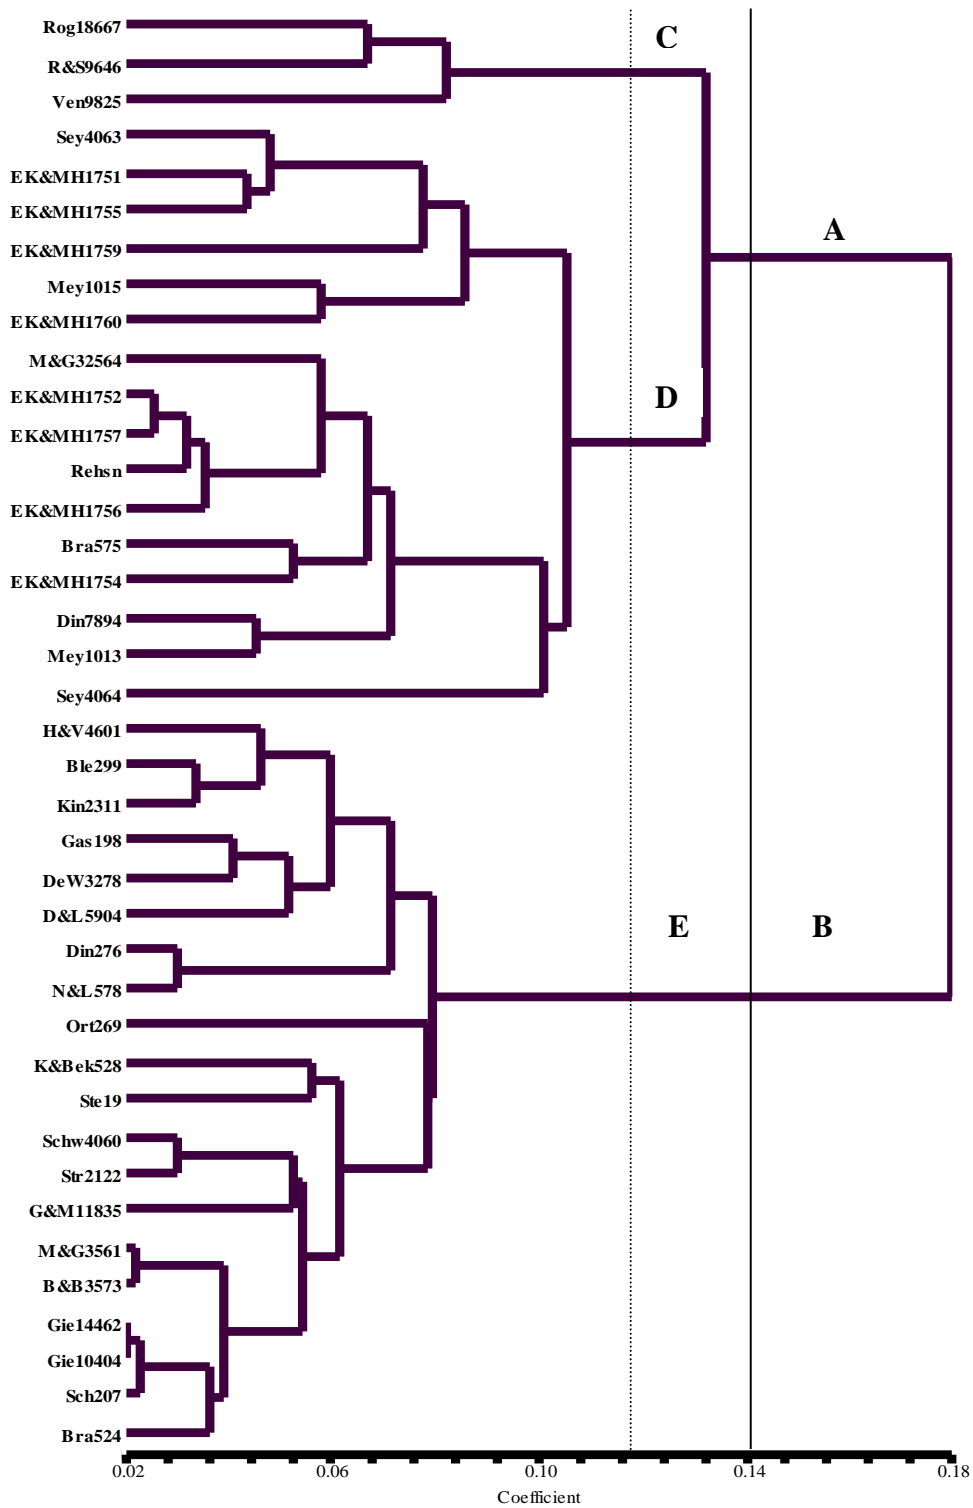 Rog18667
C
R&S9646
Ven9825
Sey4063
EK&MH1751
EK&MH1755
A
EK&MH1759
Mey1015
EK&MH1760
M&G32564
EK&MH1752
D
EK&MH1757
Rehsn
EK&MH1756
Bra575
EK&MH1754
Din7894
Mey1013
Sey4064
H&V4601
Ble299
Kin2311
Gas198
DeW3278
D&L5904
E B
Din276
N&L578
Ort269
K&Bek528
Ste19
Schw4060
Str2122
G&M11835
M&G3561
B&B3573
Gie14462
Gie10404
Sch207
Bra524
0.02 0.06 0.10 0.14 0.18
Coefficient